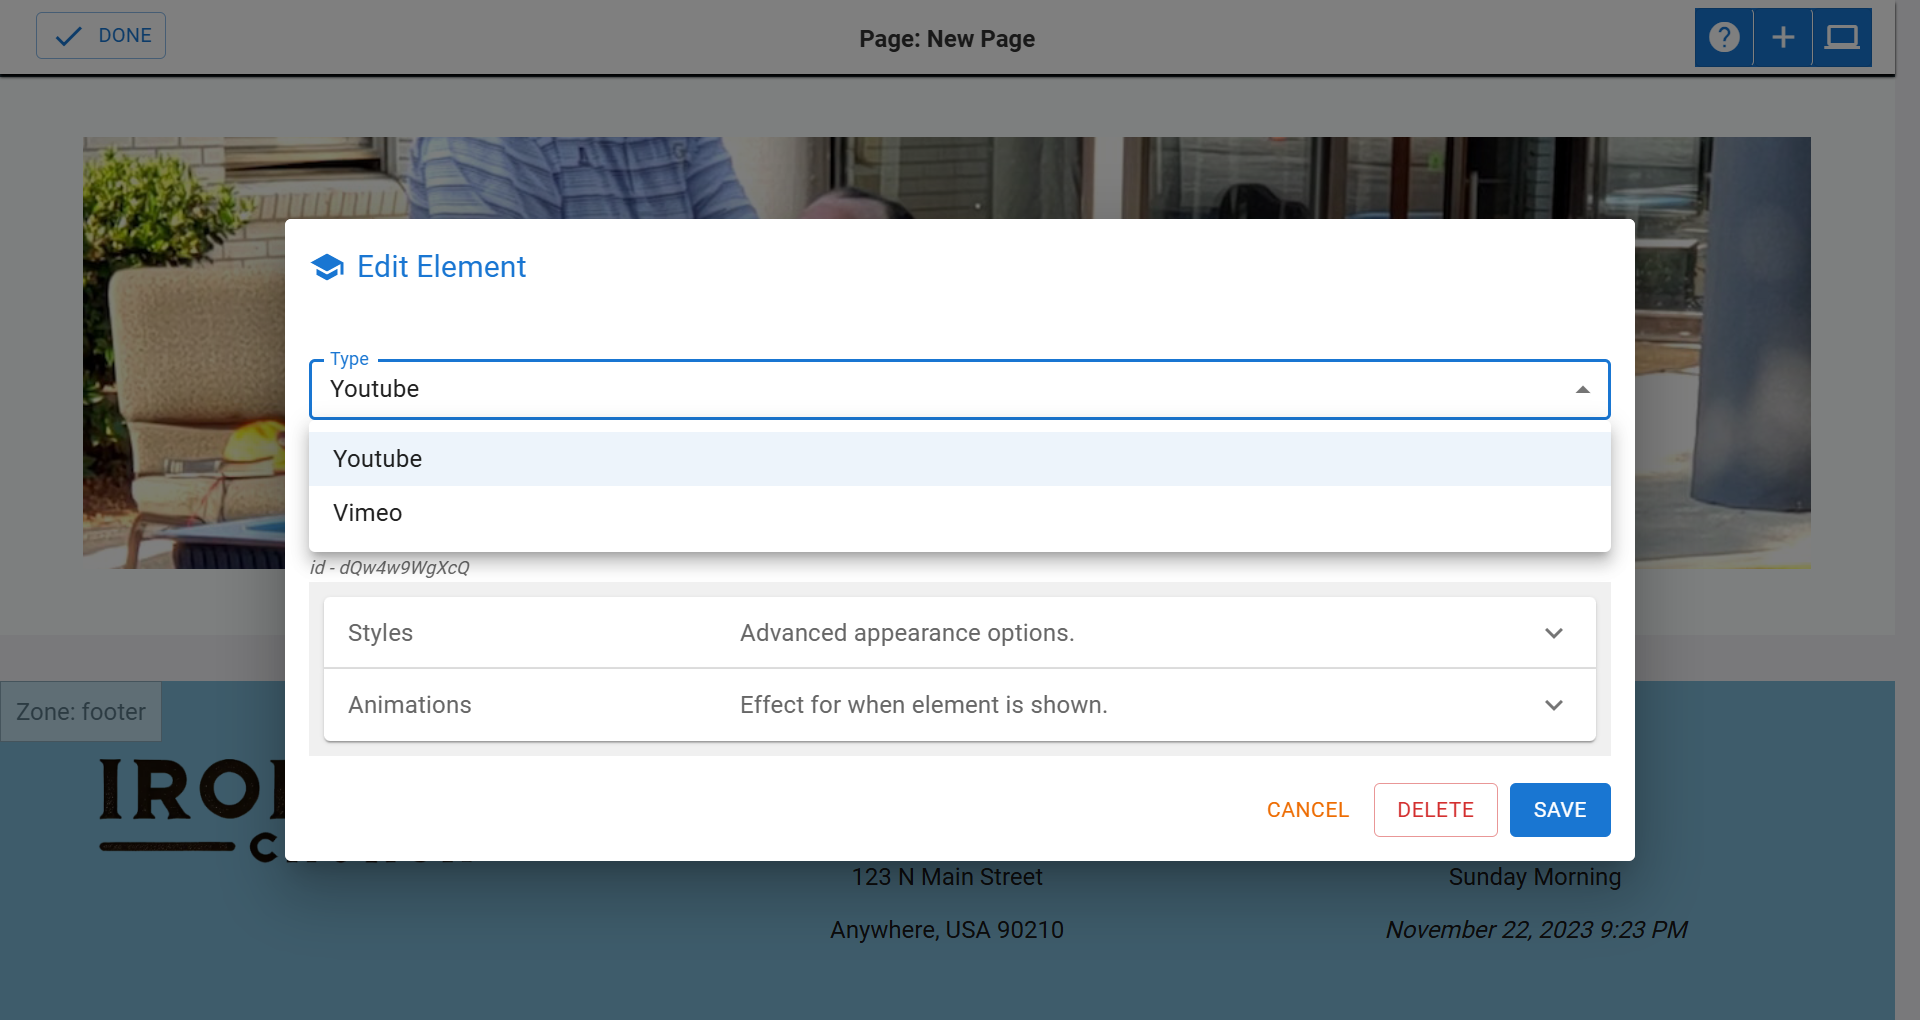 DONE
Page: New Page
Edit Element
Type
Youtube
Youtube
Vimeo
id - dQw4w9WgXcQ
Styles
Advanced appearance options.
Animations
Effect for when element is shown.
CANCEL
DELETE
SAVE
Zone: footer
123 N Main Street
Sunday Morning
Anywhere, USA 90210
November 22, 2023 9:23 PM